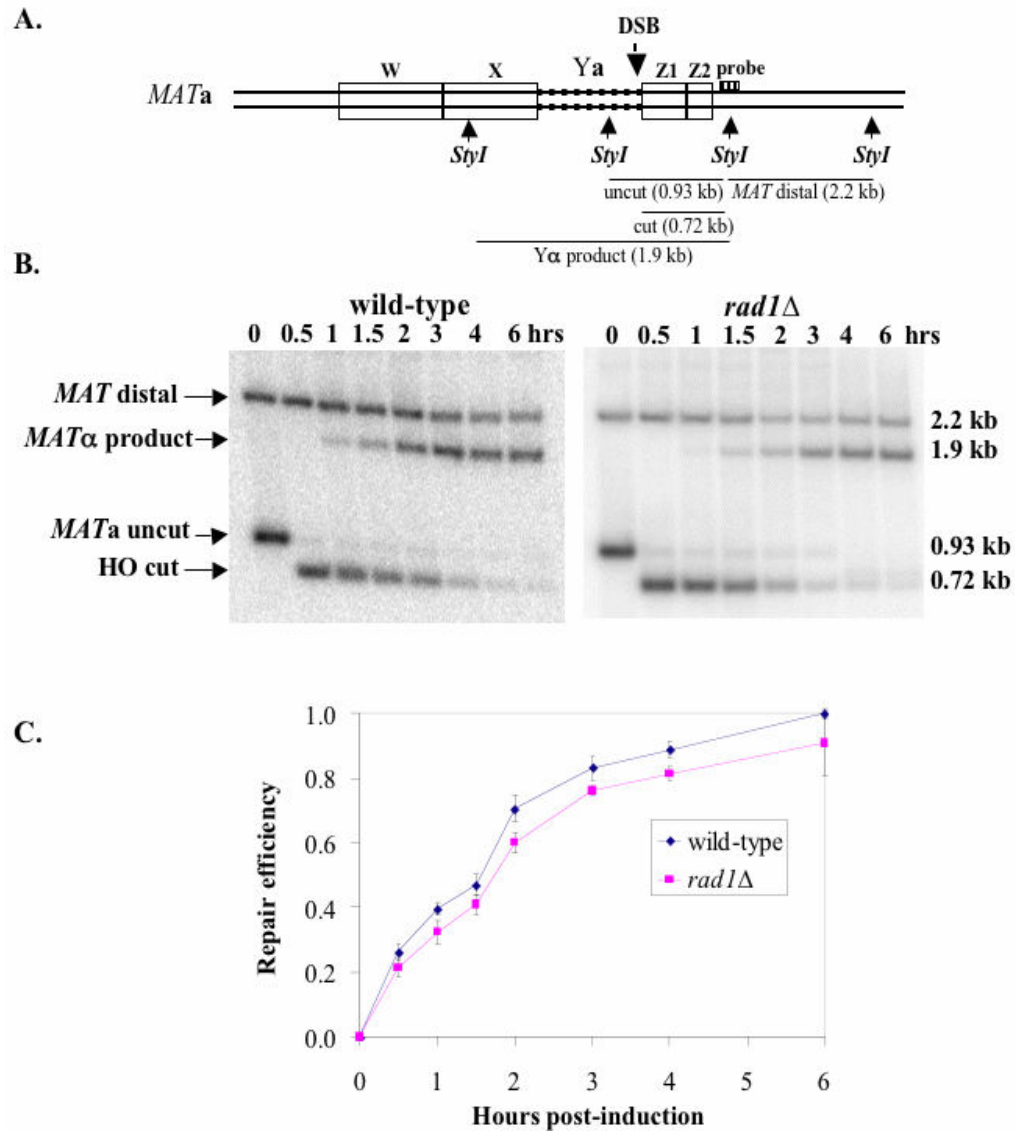 A.
DSB
W X Ya Z1 Z2 probe
MATa
StyI StyI StyI StyI
uncut (0.93 kb) MAT distal (2.2 kb)
cut (0.72 kb)
Yα product (1.9 kb)
B.
wild-type rad1Δ
0 0.5 1 1.5 2 3 4 6 hrs 0 0.5 1 1.5 2 3 4 6 hrs
MAT distal 2.2 kb
MATα product 1.9 kb
MATa uncut 0.93 kb
HO cut 0.72 kb
C.
1.0
0.8
0.6
0.4
0.2
0.0
Repair efficiency
wild-type
rad1Δ
0 1 2 3 4 5 6
Hours post-induction